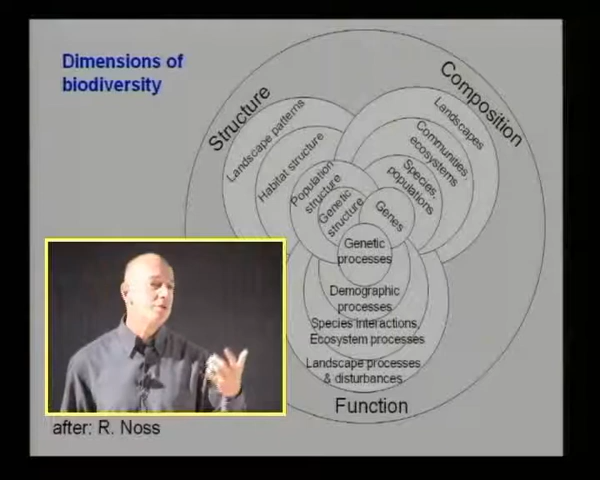 Dimensions of
biodiversity
Structure
Landscape patterns
Habitat structure
Population
structure
Genetic
structure
Composition
Landscapes
Communities,
ecosystems
Species,
populations
Genes
Genetic
processes
Demographic
processes
Species interactions,
Ecosystem processes
Landscape processes
& disturbances
Function
after: R. Noss